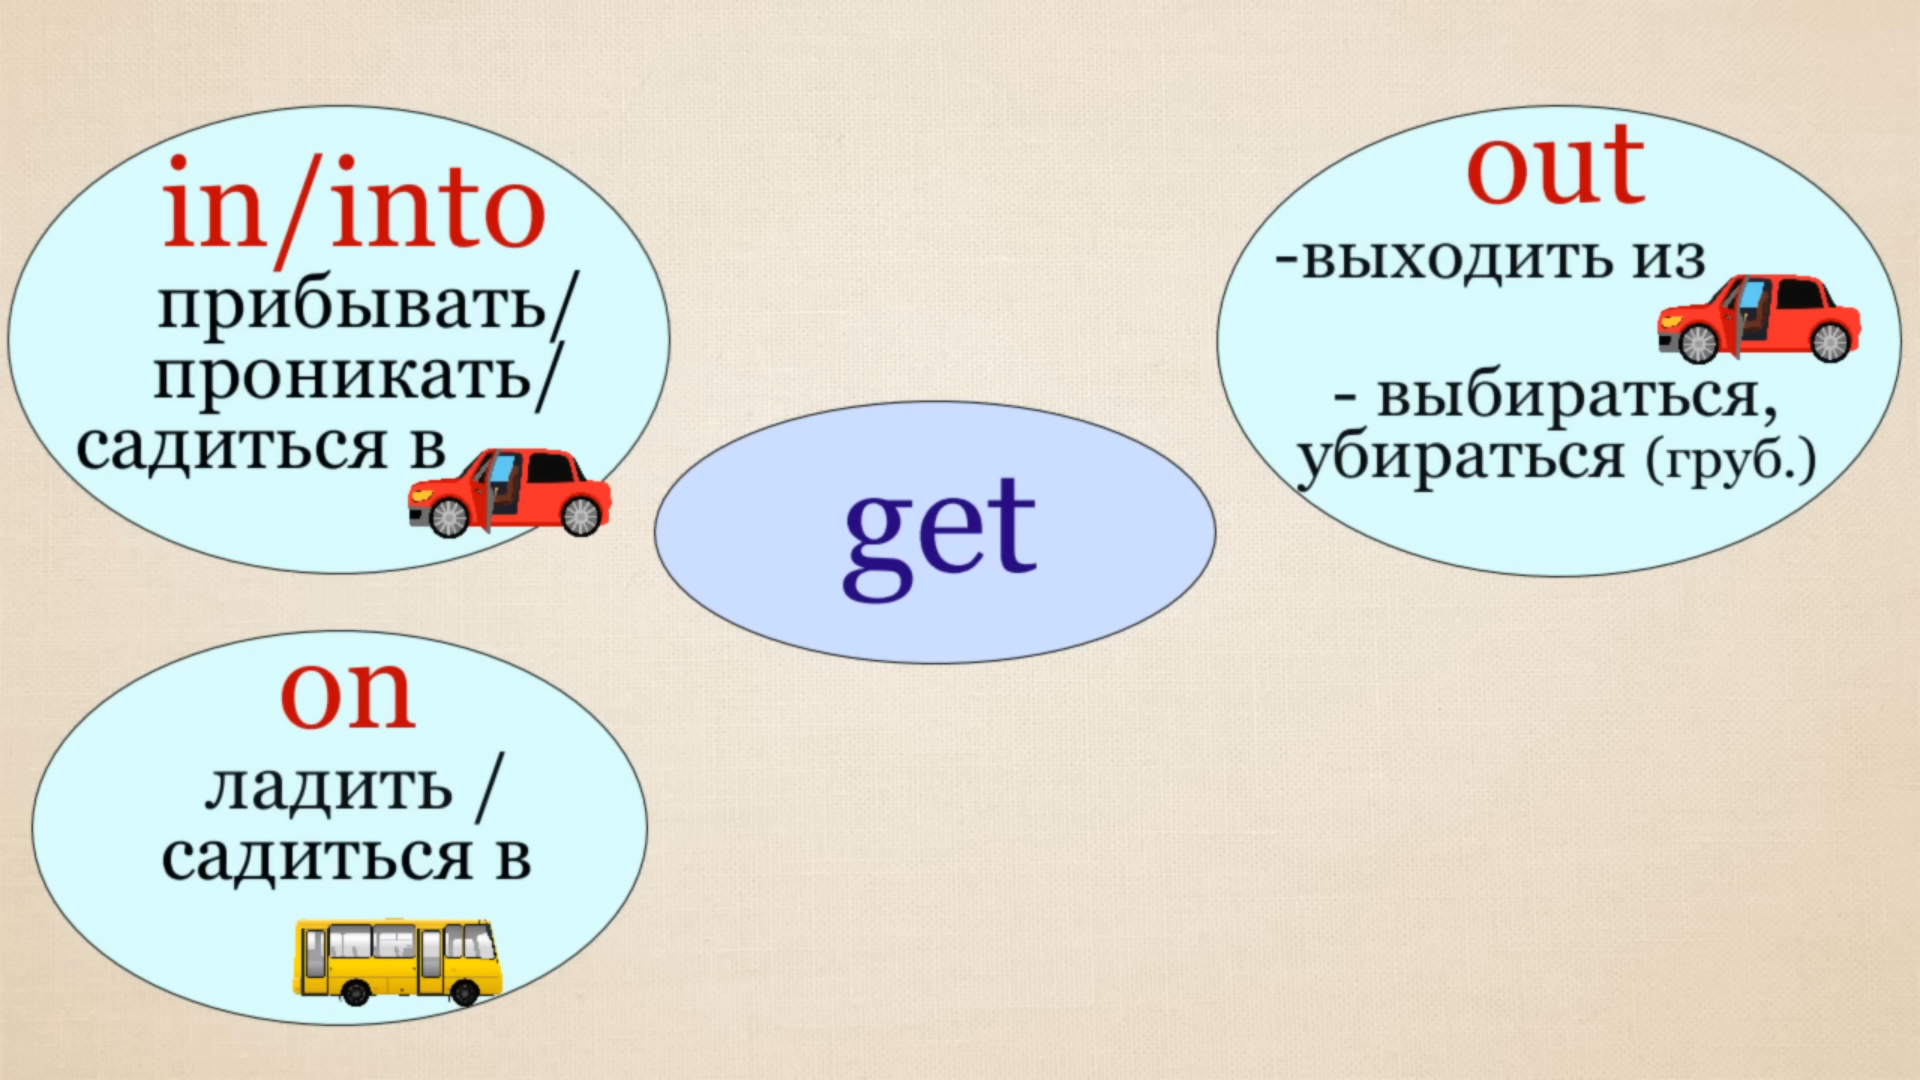 in/into
прибывать/
проникать/
садиться в
on
ладить /
садиться в
get
out
-выходить из
- выбираться,
убираться (груб.)